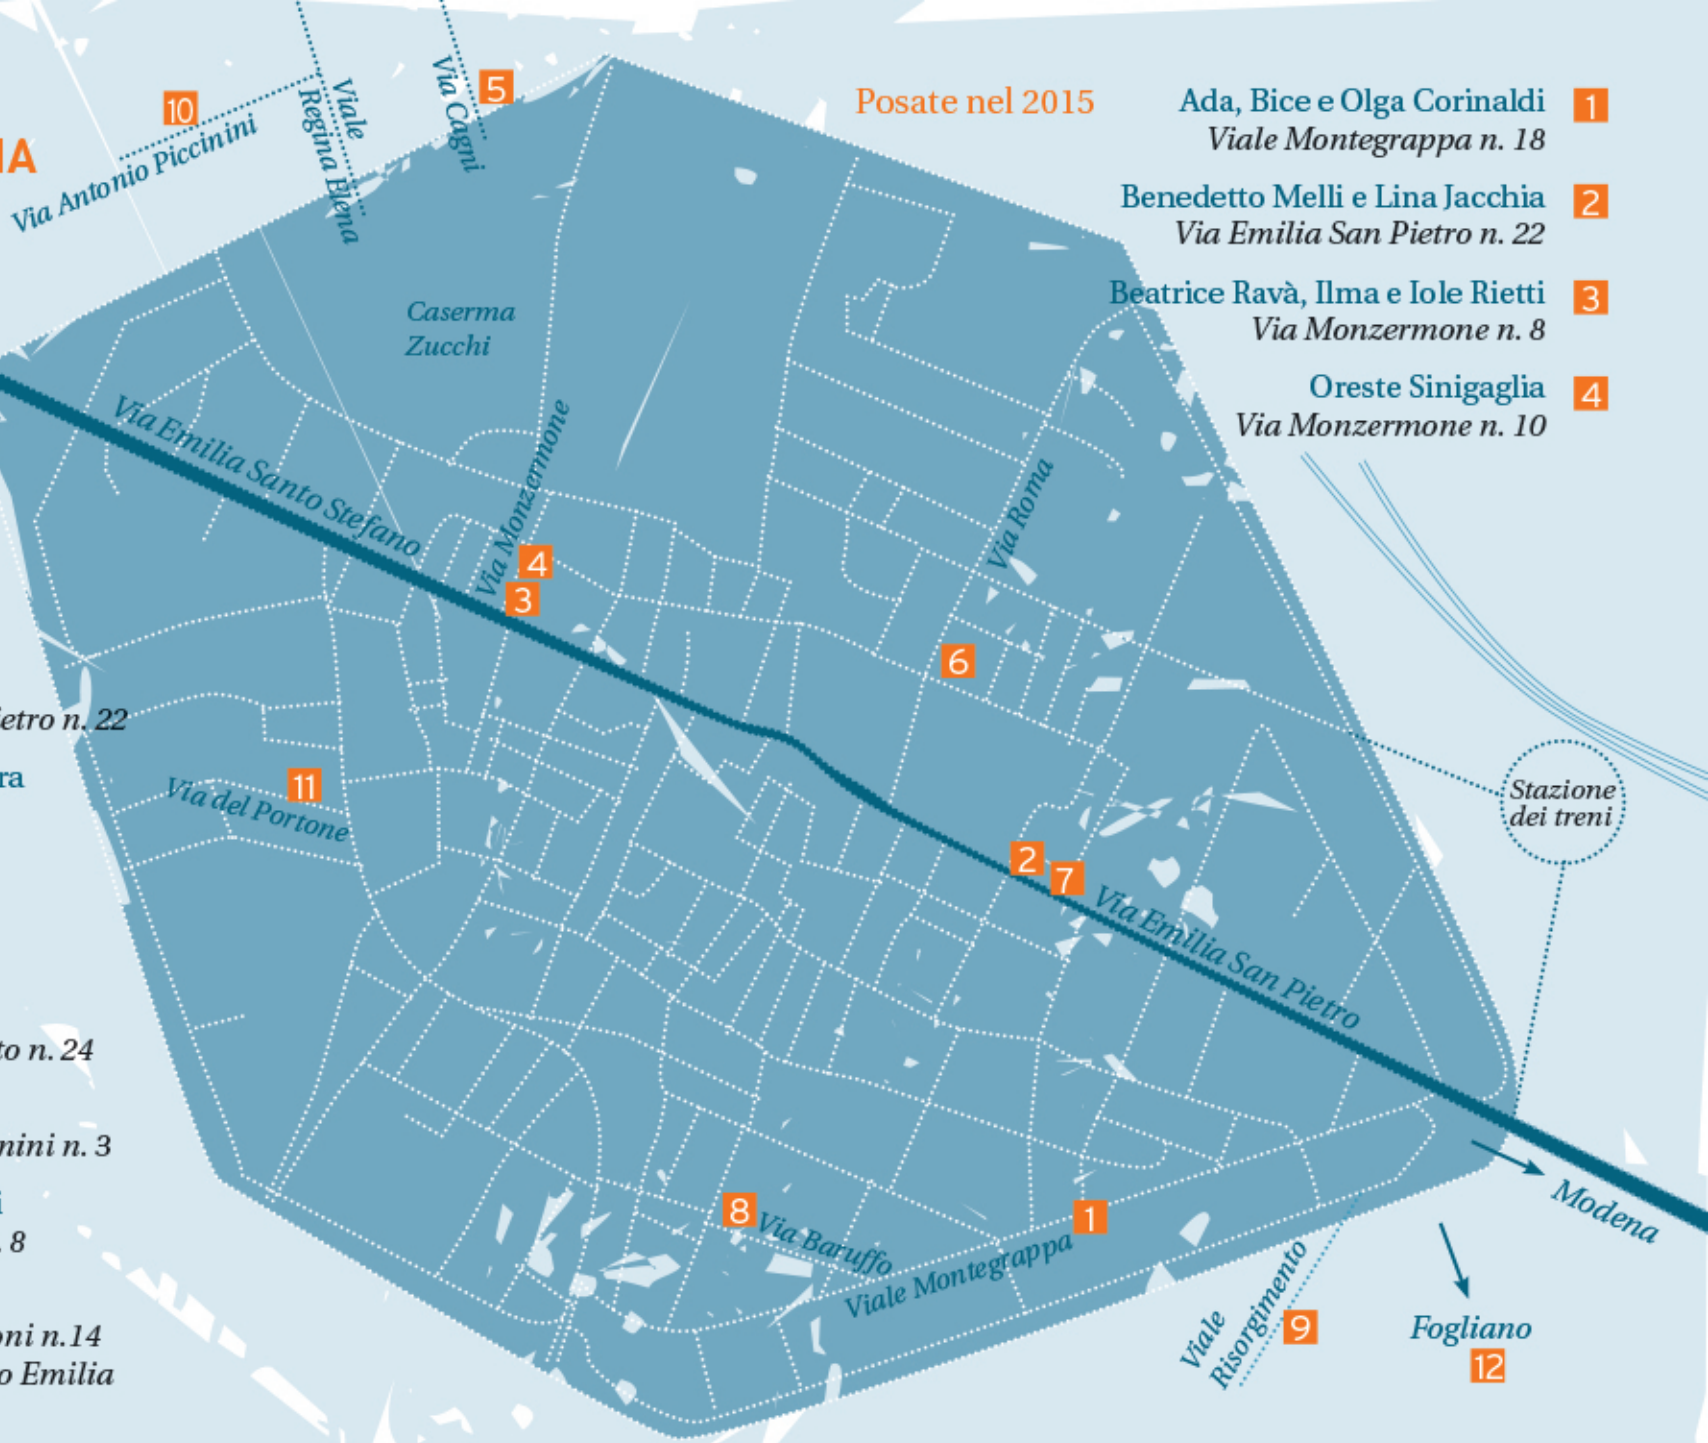 Posate nel 2015
Ada, Bice e Olga Corinaldi
1
Viale Montegrappa n. 18
Benedetto Melli e Lina Jacchia
2
Via Emilia San Pietro n. 22
Beatrice Ravà, Ilma e Iole Rietti
3
Via Monzermone n. 8
Oreste Sinigaglia
4
Via Monzermone n. 10
IA
10
Via Antonio Piccinini
Viale
Regina Elena
Via Cagni
5
Caserma
Zucchi
Via Emilia Santo Stefano
Via Monzermone
4
3
Via Roma
6
etro n. 22
ra
11
Via del Portone
Stazione
dei treni
2
7
Via Emilia San Pietro
to n. 24
nini n. 3
i
. 8
oni n.14
o Emilia
8
Via Baruffo
1
Viale Montegrappa
Viale
Risorgimento
9
Modena
Fogliano
12